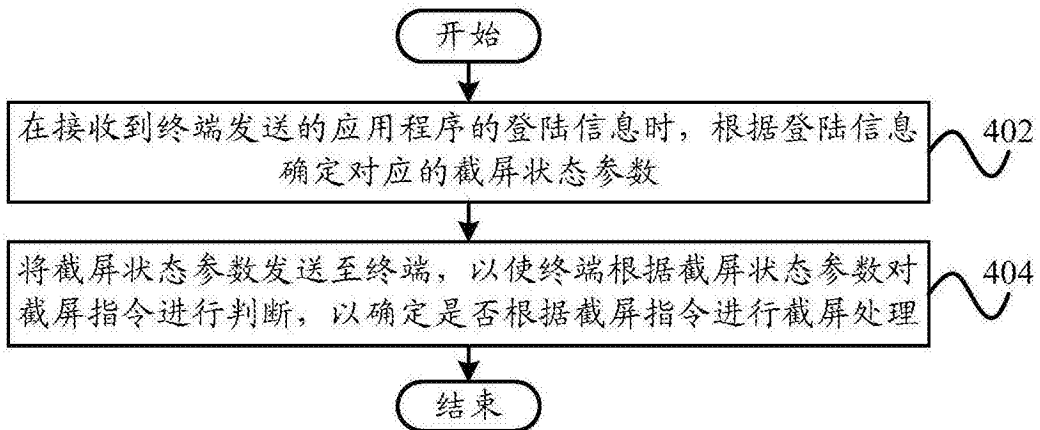 开始
在接收到终端发送的应用程序的登陆信息时，根据登陆信息
确定对应的截屏状态参数
402
将截屏状态参数发送至终端，以使终端根据截屏状态参数对
截屏指令进行判断，以确定是否根据截屏指令进行截屏处理
404
结束